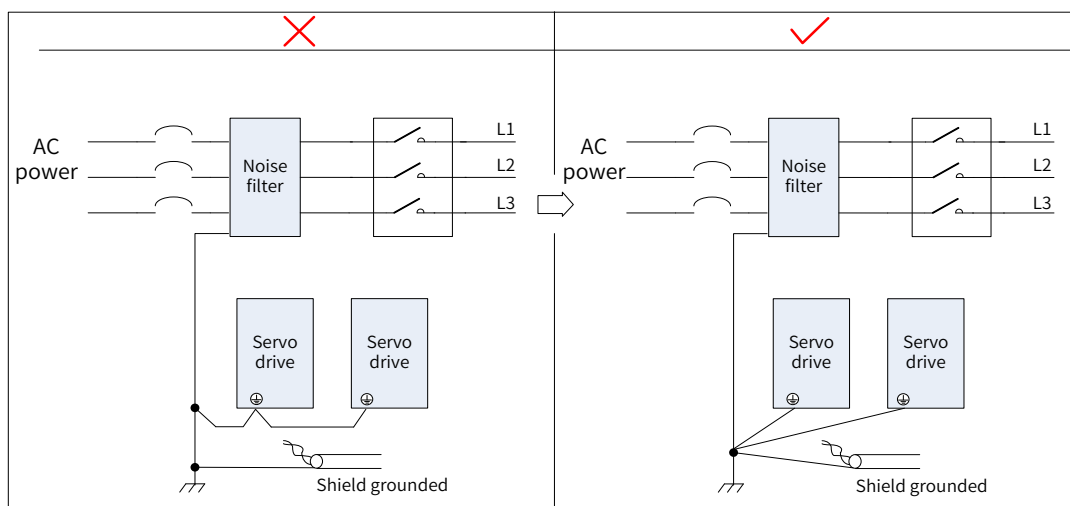 AC
power
Noise
filter
L1
L2
L3
Servo
drive
Servo
drive
Shield grounded
AC
power
Noise
filter
L1
L2
L3
Servo
drive
Servo
drive
Shield grounded